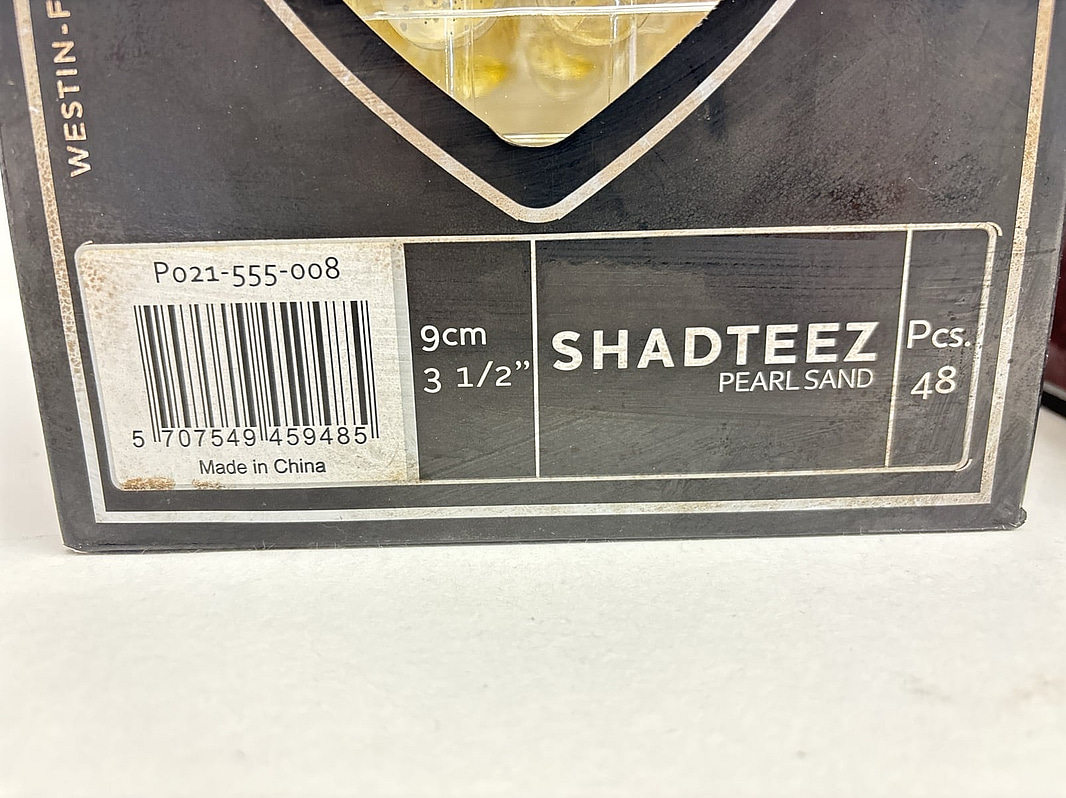 WESTIN-F
P021-555-008
5 707549 459485
Made in China
9cm
3 1/2”
SHADTEEZ
PEARL SAND
Pcs.
48